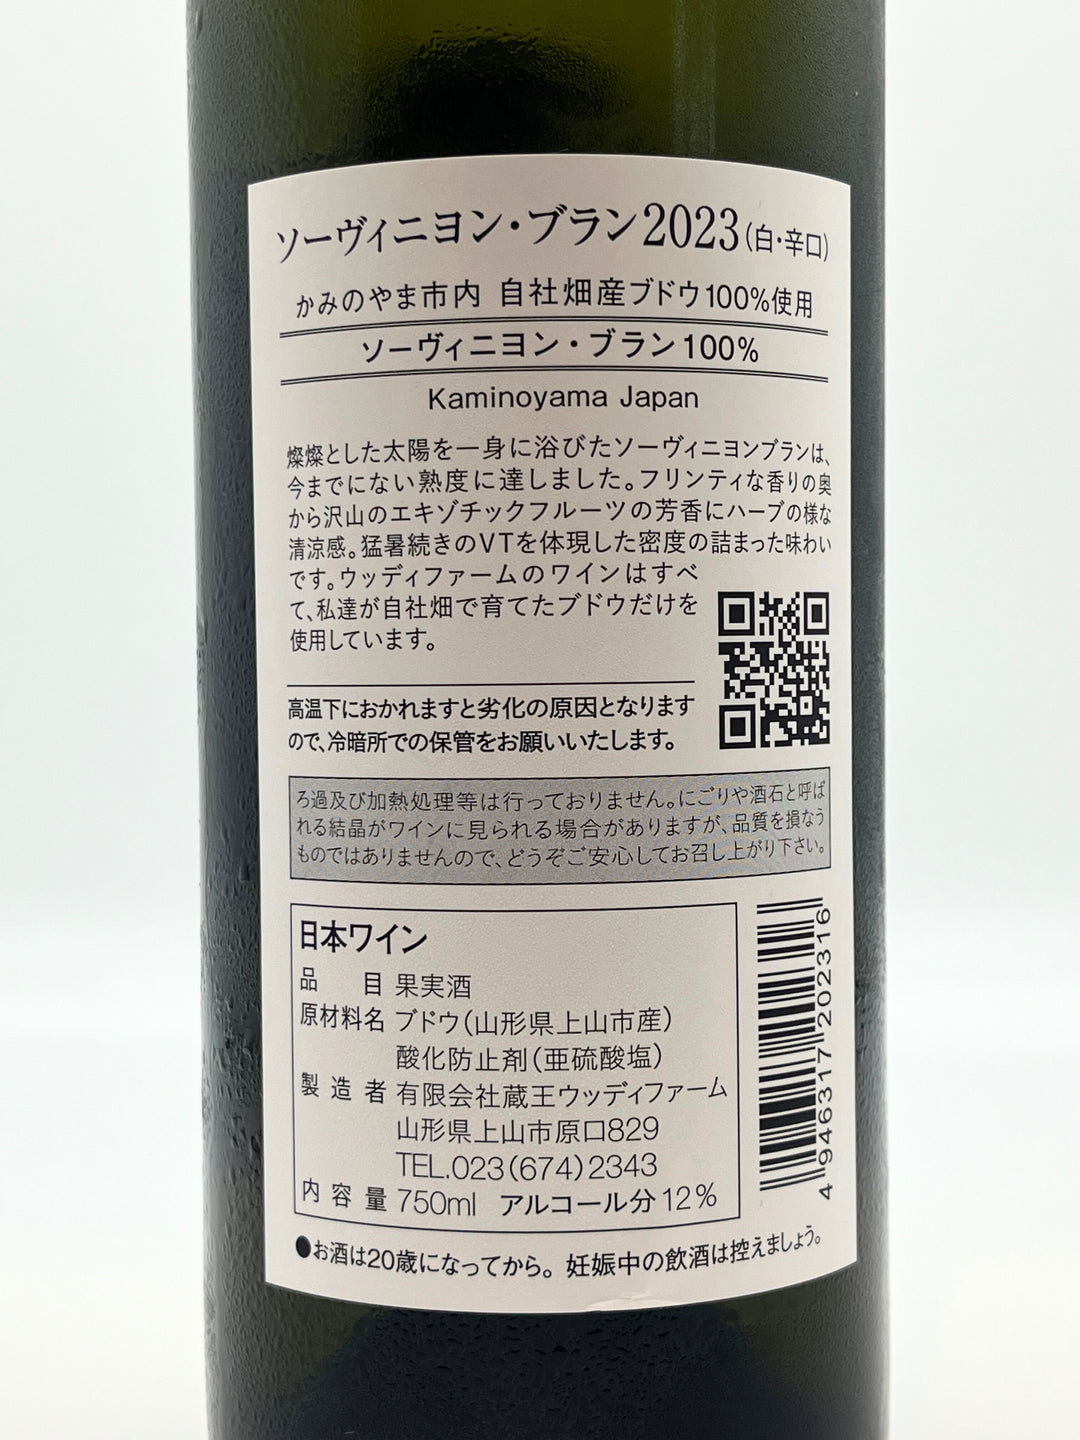 ソーヴィニヨン・ブラン2023(白・辛口)
かみのやま市内 自社畑産ブドウ100%使用
ソーヴィニヨン・ブラン100%
Kaminoyama Japan
燦燦とした太陽を一身に浴びたソーヴィニヨンブランは、
今までにない熟度に達しました。フリンティな香りの奥
から沢山のエキゾチックフルーツの芳香にハーブの様な
清涼感。猛暑続きのVTを体現した密度の詰まった味わい
です。ウッディファームのワインはすべ
て、私達が自社畑で育てたブドウだけを
使用しています。
高温下におかれますと劣化の原因となります
ので、冷暗所での保管をお願いいたします。
ろ過及び加熱処理等は行っておりません。にごりや酒石と呼ば
れる結晶がワインに見られる場合がありますが、品質を損なう
ものではありませんので、どうぞご安心してお召し上がり下さい。
日本ワイン
品目 果実酒
原材料名 ブドウ(山形県上山市産)
酸化防止剤(亜硫酸塩)
製造者 有限会社蔵王ウッディファーム
山形県上山市原口829
TEL.023(674)2343
内容量 750ml アルコール分12%
4 946317 202316
●お酒は20歳になってから。妊娠中の飲酒は控えましょう。